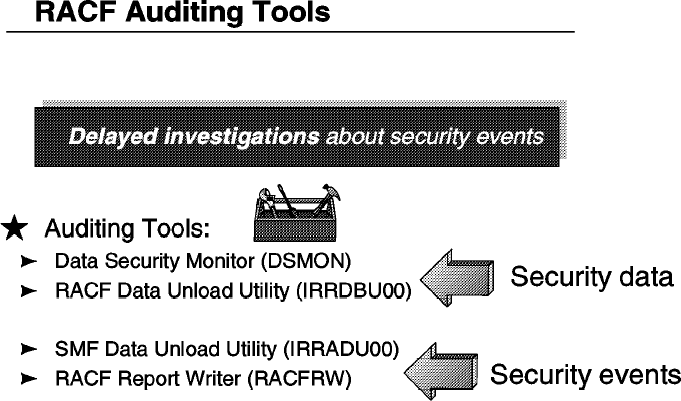 RACF Auditing Tools
Delayed investigations about security events
Auditing Tools:
Data Security Monitor (DSMON)
RACF Data Unload Utility (IRRDBU00)
Security data
SMF Data Unload Utility (IRRADU00)
RACF Report Writer (RACFRW)
Security events